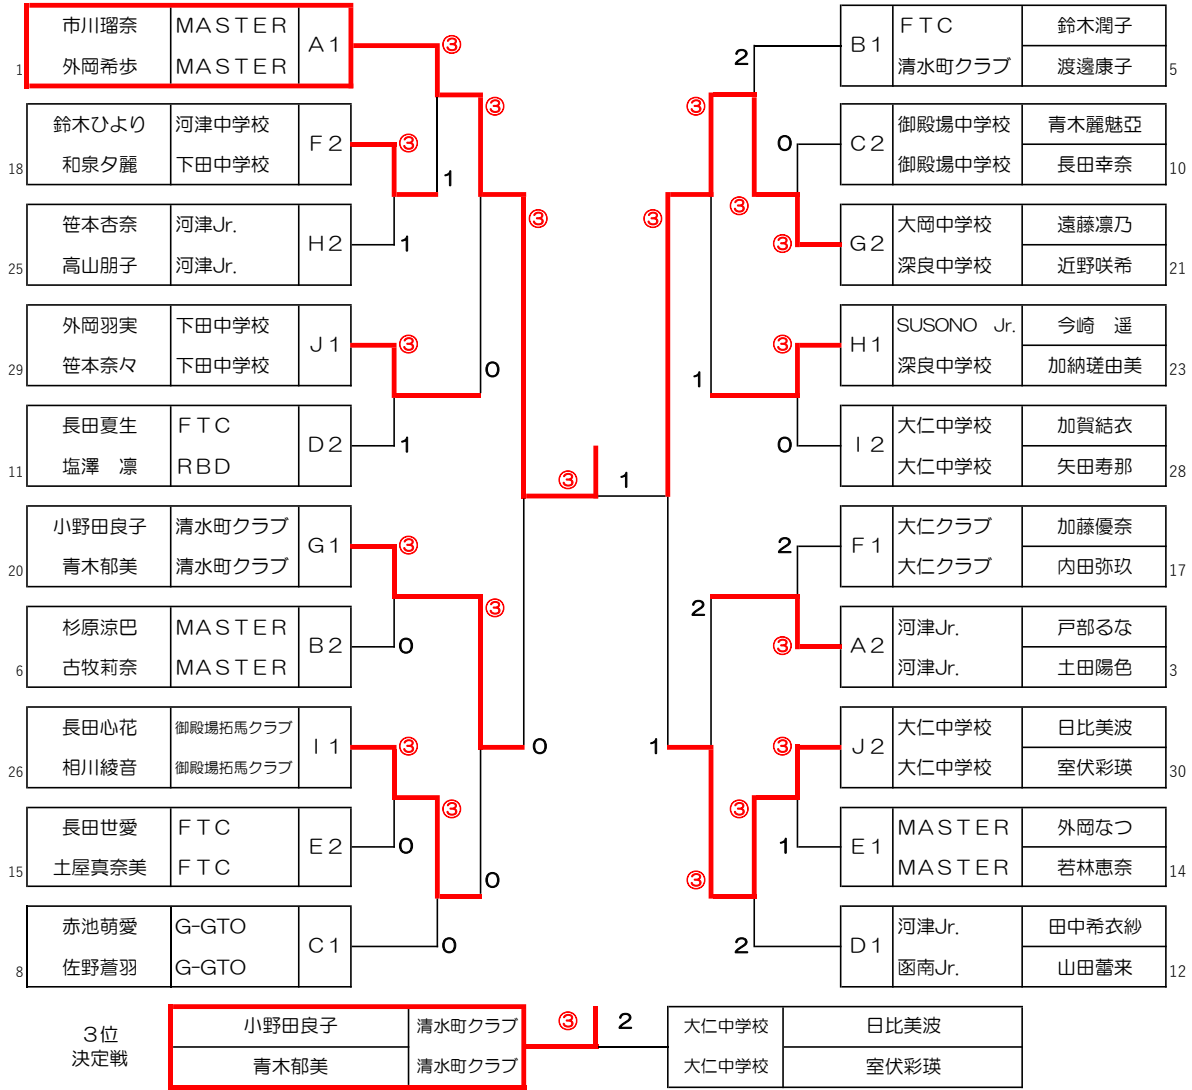 市川瑠奈 MASTER
A1
外岡希歩 MASTER
1
③
③
鈴木ひより 河津中学校
F2
和泉夕麗 下田中学校
18
③
1
笹本杏奈 河津Jr.
H2
高山朋子 河津Jr.
25
1
③
外岡羽実 下田中学校
J1
笹本奈々 下田中学校
29
③
0
長田夏生 FTC
D2
塩澤 凛 RBD
11
1
③
1
小野田良子 清水町クラブ
G1
青木郁美 清水町クラブ
20
③
③
杉原涼巴 MASTER
B2
古牧莉奈 MASTER
6
0
0
長田心花 御殿場拓馬クラブ
I1
相川綾音 御殿場拓馬クラブ
26
③
③
長田世愛 FTC
E2
土屋真奈美 FTC
15
0
0
赤池萌愛 G-GTO
C1
佐野蒼羽 G-GTO
8
0
2
B1
FTC 鈴木潤子
清水町クラブ 渡邊康子
5
③
0
C2
御殿場中学校 青木麗魅亞
御殿場中学校 長田幸奈
10
③
③
③
G2
大岡中学校 遠藤凛乃
深良中学校 近野咲希
21
③
H1
SUSONO Jr. 今崎 遥
深良中学校 加納瑳由美
23
1
0
I2
大仁中学校 加賀結衣
大仁中学校 矢田寿那
28
2
F1
大仁クラブ 加藤優奈
大仁クラブ 内田弥玖
17
2
③
A2
河津Jr. 戸部るな
河津Jr. 土田陽色
3
1
③
J2
大仁中学校 日比美波
大仁中学校 室伏彩瑛
30
③
1
E1
MASTER 外岡なつ
MASTER 若林恵奈
14
③
2
D1
河津Jr. 田中希衣紗
函南Jr. 山田蕾来
12
3位
決定戦
小野田良子 清水町クラブ
青木郁美 清水町クラブ
③ 2
大仁中学校 日比美波
大仁中学校 室伏彩瑛